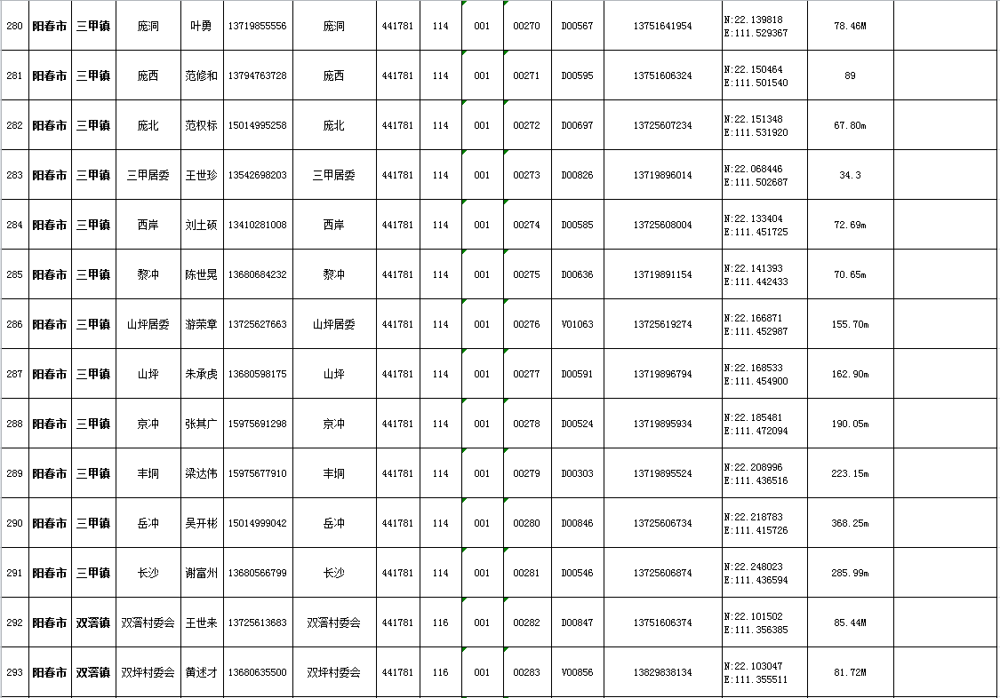 280 阳春市 三甲镇 庞洞 叶勇 13719855556 庞洞 441781 114 001 00270 D00567 13751641954 N:22.139818 E:111.529367 78.46M
281 阳春市 三甲镇 庞西 范修和 13794763728 庞西 441781 114 001 00271 D00595 13751606324 N:22.150464 E:111.501540 89
282 阳春市 三甲镇 庞北 范权标 15014995258 庞北 441781 114 001 00272 D00697 13725607234 N:22.151348 E:111.531920 67.80m
283 阳春市 三甲镇 三甲居委 王世珍 13542698203 三甲居委 441781 114 001 00273 D00826 13719896014 N:22.068446 E:111.502687 34.3
284 阳春市 三甲镇 西岸 刘土硕 13410281008 西岸 441781 114 001 00274 D00585 13725608004 N:22.133404 E:111.451725 72.69m
285 阳春市 三甲镇 黎冲 陈世晃 13680684232 黎冲 441781 114 001 00275 D00636 13719891154 N:22.141393 E:111.442433 70.65m
286 阳春市 三甲镇 山坪居委 游荣章 13725627663 山坪居委 441781 114 001 00276 V01063 13725619274 N:22.166871 E:111.452987 155.70m
287 阳春市 三甲镇 山坪 朱承虎 13680598175 山坪 441781 114 001 00277 D00591 13719896794 N:22.168533 E:111.454900 162.90m
288 阳春市 三甲镇 京冲 张其广 15975691298 京冲 441781 114 001 00278 D00524 13719895934 N:22.185481 E:111.472094 190.05m
289 阳春市 三甲镇 丰垌 梁达伟 15975677910 丰垌 441781 114 001 00279 D00303 13719895524 N:22.208996 E:111.436516 223.15m
290 阳春市 三甲镇 岳冲 吴开彬 15014999042 岳冲 441781 114 001 00280 D00846 13725606734 N:22.218783 E:111.415726 368.25m
291 阳春市 三甲镇 长沙 谢富州 13680566799 长沙 441781 114 001 00281 D00546 13725606874 N:22.248023 E:111.436594 285.99m
292 阳春市 双滘镇 双滘村委会 王世来 13725613683 双滘村委会 441781 116 001 00282 D00847 13751606374 N:22.101502 E:111.356385 85.44M
293 阳春市 双滘镇 双坪村委会 黄述才 13680635500 双坪村委会 441781 116 001 00283 V00856 13829838134 N:22.103047 E:111.355511 81.72M